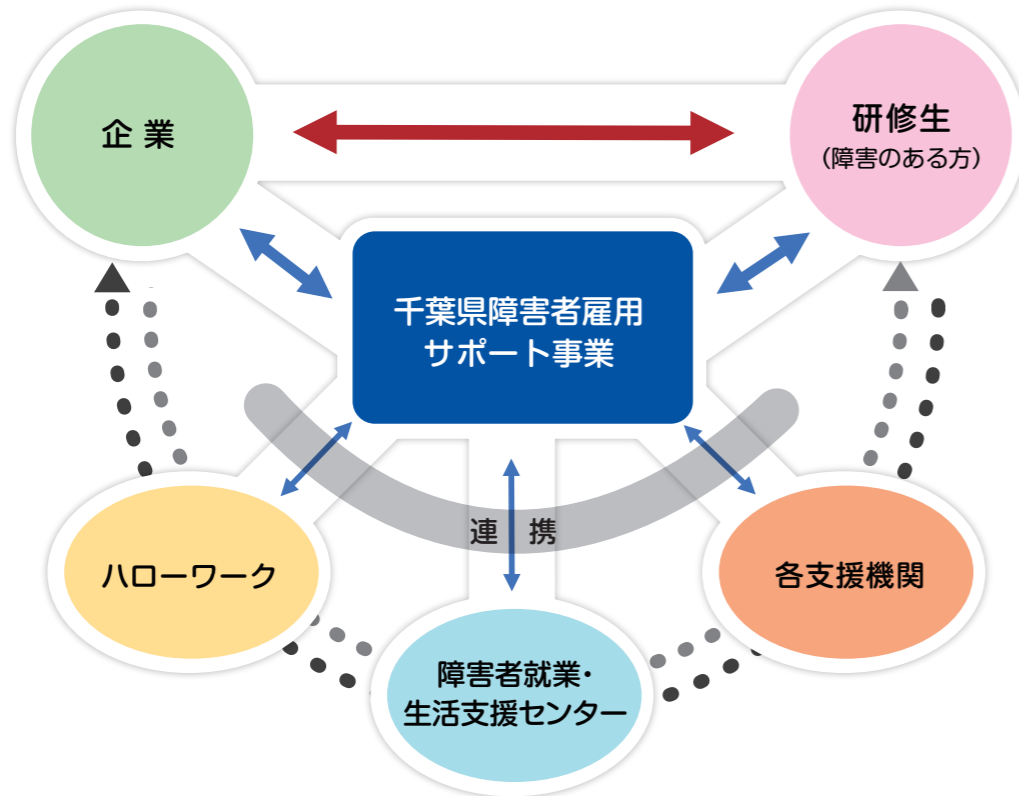 企業
研修生
（障害のある方）
千葉県障害者雇用
サポート事業
連携
ハローワーク
各支援機関
障害者就業・
生活支援センター